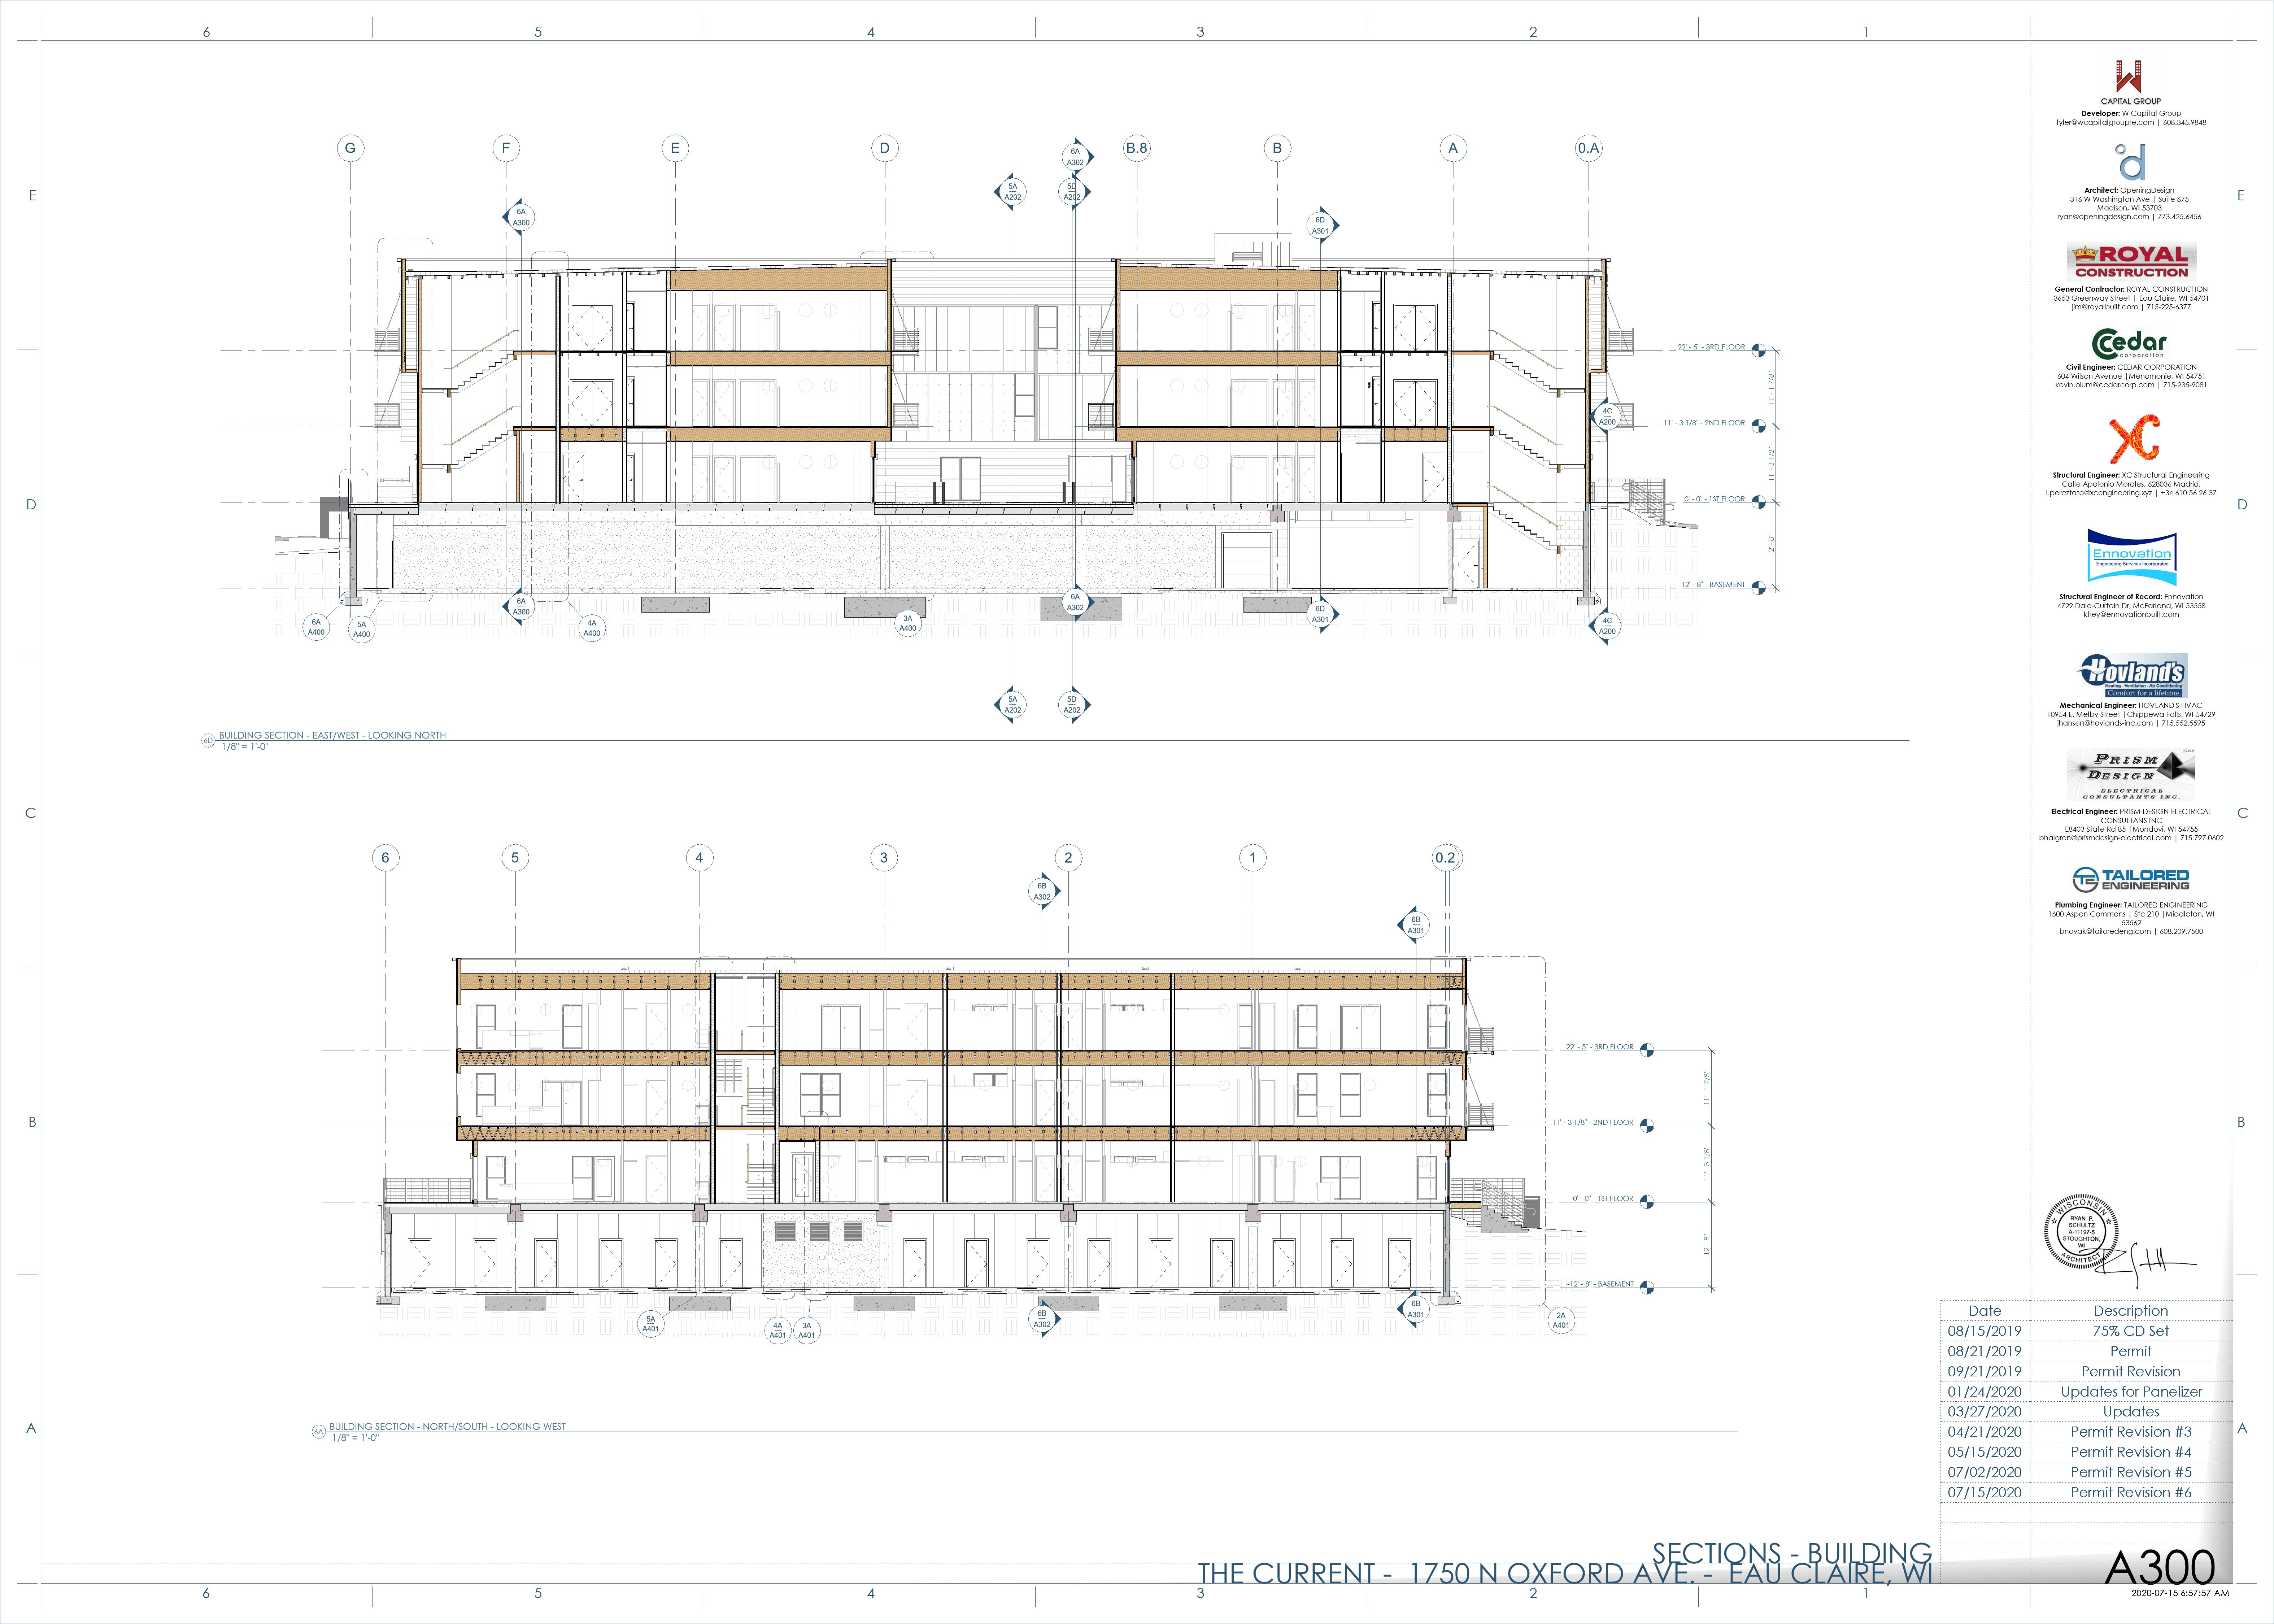 6 5 4 3 2 1
E
D
C
B
A
G F E D B.8 B A 0.A
6A
A302
5A
A202
5D
A202
6A
A300
6D
A301
22' - 5" - 3RD FLOOR
11' - 1 7/8"
4C
A200
11' - 3 1/8" - 2ND FLOOR
11' - 3 1/8"
0' - 0" - 1ST FLOOR
12' - 8"
-12' - 8" - BASEMENT
6A
A300
6A
A302
6D
A301
6A
A400
5A
A400
4A
A400
3A
A400
4C
A200
5A
A202
5D
A202
6D
BUILDING SECTION - EAST/WEST - LOOKING NORTH
1/8" = 1'-0"
6 5 4 3 2 1 0.2
6B
A302
6B
A301
22' - 5" - 3RD FLOOR
11' - 1 7/8"
11' - 3 1/8" - 2ND FLOOR
11' - 3 1/8"
0' - 0" - 1ST FLOOR
12' - 8"
-12' - 8" - BASEMENT
5A
A401
4A
A401
3A
A401
6B
A302
6B
A301
2A
A401
6A
BUILDING SECTION - NORTH/SOUTH - LOOKING WEST
1/8" = 1'-0"
W
CAPITAL GROUP
Developer: W Capital Group
tyler@wcapitalgroupre.com | 608.345.9848
d
Architect: OpeningDesign
316 W Washington Ave | Suite 675
Madison, WI 53703
ryan@openingdesign.com | 773.425.6456
ROYAL
CONSTRUCTION
General Contractor: ROYAL CONSTRUCTION
3653 Greenway Street | Eau Claire, WI 54701
jim@royalbuilt.com | 715-225-6377
Cedar
corporation
Civil Engineer: CEDAR CORPORATION
604 Wilson Avenue |Menomonie, WI 54751
kevin.oium@cedarcorp.com | 715-235-9081
XC
Structural Engineer: XC Structural Engineering
Calle Apolonio Morales, 628036 Madrid,
l.pereztato@xcengineering.xyz | +34 610 56 26 37
Ennovation
Engineering Services Incorporated
Structural Engineer of Record: Ennovation
4729 Dale-Curtain Dr, McFarland, WI 53558
kfrey@ennovationbuilt.com
Hovland's
Heating - Ventilation - Air Conditioning
Comfort for a lifetime.
Mechanical Engineer: HOVLAND'S HVAC
10954 E. Melby Street |Chippewa Falls, WI 54729
jhansen@hovlands-inc.com | 715.552.5595
PRISM
DESIGN
ELECTRICAL
CONSULTANTS INC.
Electrical Engineer: PRISM DESIGN ELECTRICAL
CONSULTANS INC
E8403 State Rd 85 |Mondovi, WI 54755
bhalgren@prismdesign-electrical.com | 715.797.0602
TE TAILORED
ENGINEERING
Plumbing Engineer: TAILORED ENGINEERING
1600 Aspen Commons | Ste 210 |Middleton, WI
53562
bnovak@tailoredeng.com | 608.209.7500
WISCONSIN
RYAN P.
SCHULTZ
A-11197-5
STOUGHTON,
WI
ARCHITECT
Date Description
08/15/2019 75% CD Set
08/21/2019 Permit
09/21/2019 Permit Revision
01/24/2020 Updates for Panelizer
03/27/2020 Updates
04/21/2020 Permit Revision #3
05/15/2020 Permit Revision #4
07/02/2020 Permit Revision #5
07/15/2020 Permit Revision #6
SECTIONS - BUILDING
THE CURRENT - 1750 N OXFORD AVE. - EAU CLAIRE, WI
A300
2020-07-15 6:57:57 AM
E
D
C
B
A
6 5 4 3 2 1